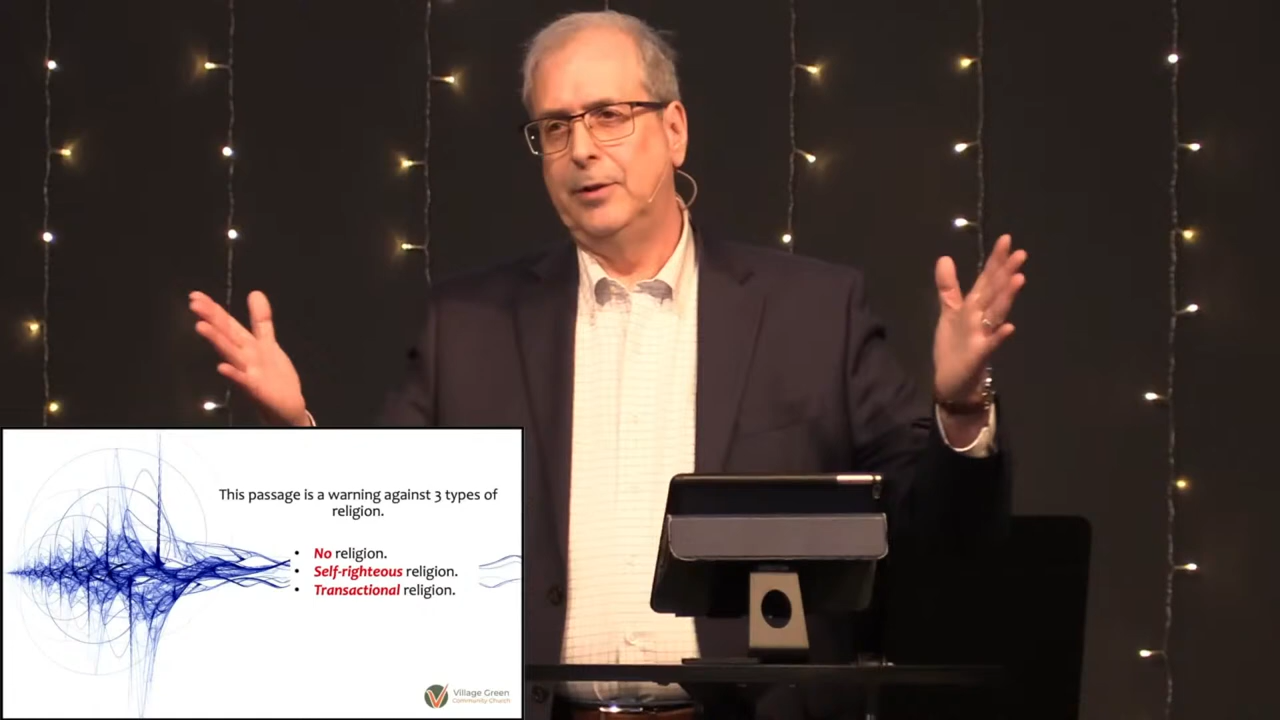 This passage is a warning against 3 types of
religion.
• No religion.
• Self-righteous religion.
• Transactional religion.
Village Green
Community Church